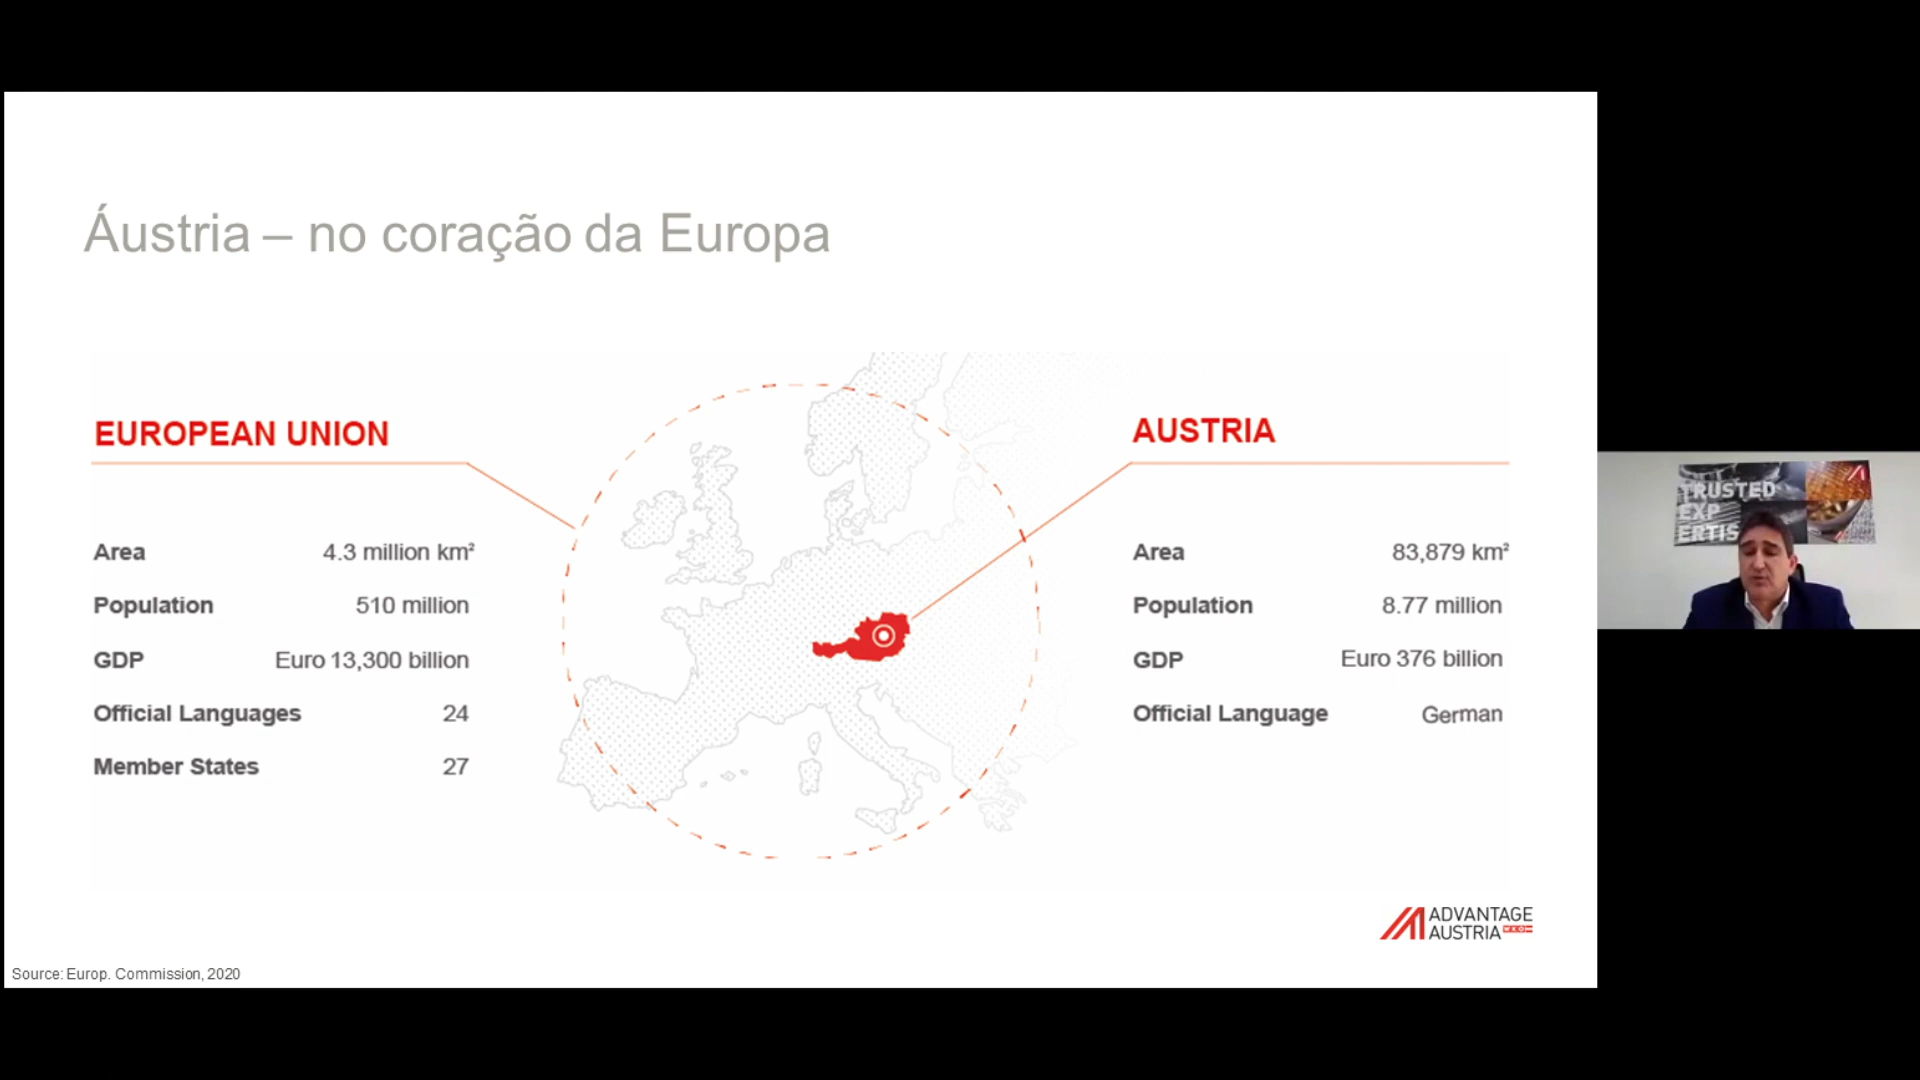 Áustria – no coração da Europa
EUROPEAN UNION
Area 4.3 million km²
Population 510 million
GDP Euro 13,300 billion
Official Languages 24
Member States 27
AUSTRIA
Area 83,879 km²
Population 8.77 million
GDP Euro 376 billion
Official Language German
ADVANTAGE
AUSTRIA WKO
Source: Europ. Commission, 2020
TRUSTED
EXP
ERTIS